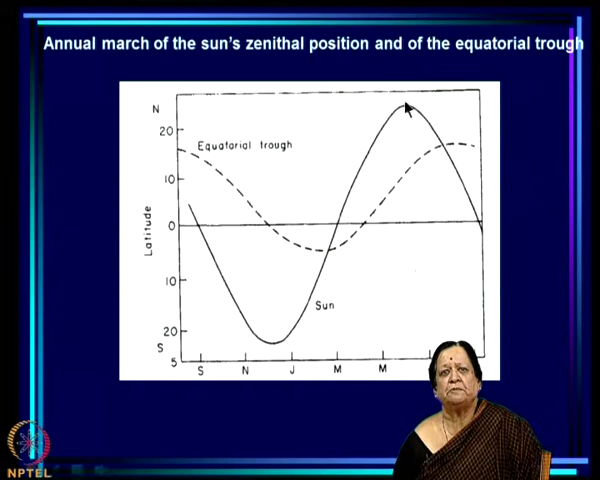 Annual march of the sun's zenithal position and of the equatorial trough
N
20
Equatorial trough
10
Latitude
0
10
Sun
20
S
5
S N J M M
NPTEL